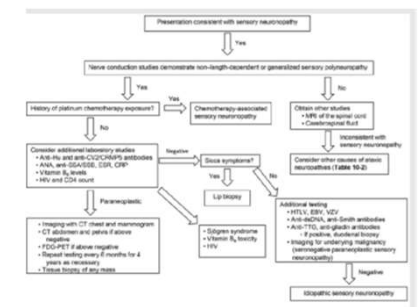 Presentation consistent with sensory neuronopathy
Yes
Nerve conduction studies demonstrate non-length-dependent or generalized sensory polyneuropathy
Yes
No
History of platinum chemotherapy exposure?
Yes
Chemotherapy-associated
sensory neuronopathy
Obtain other studies
• MRI of the spinal cord
• Cerebrospinal fluid
No
Inconsistent with
sensory neuronopathy
Consider additional laboratory studies
• Anti-Hu and anti-CV2/CRMP5 antibodies
• ANA, anti-SSA/SSB, ESR, CRP
• Vitamin B₆ levels
• HIV and CD4 count
Negative
Sicca symptoms?
Consider other causes of ataxic
neuropathies (Table 10-2)
Yes
No
Lip biopsy
Paraneoplastic
Additional testing
• HTLV, EBV, VZV
• Anti-dsDNA, anti-Smith antibodies
• Anti-TTG, anti-gliadin antibodies
- If positive, duodenal biopsy
• Imaging for underlying malignancy
(seronegative paraneoplastic sensory
neuronopathy)
• Imaging with CT chest and mammogram
• CT abdomen and pelvis if above
negative
• FDG-PET if above negative
• Repeat testing every 6 months for 4
years as necessary
• Tissue biopsy of any mass
• Sjögren syndrome
• Vitamin B₆ toxicity
• HIV
Negative
Idiopathic sensory neuronopathy